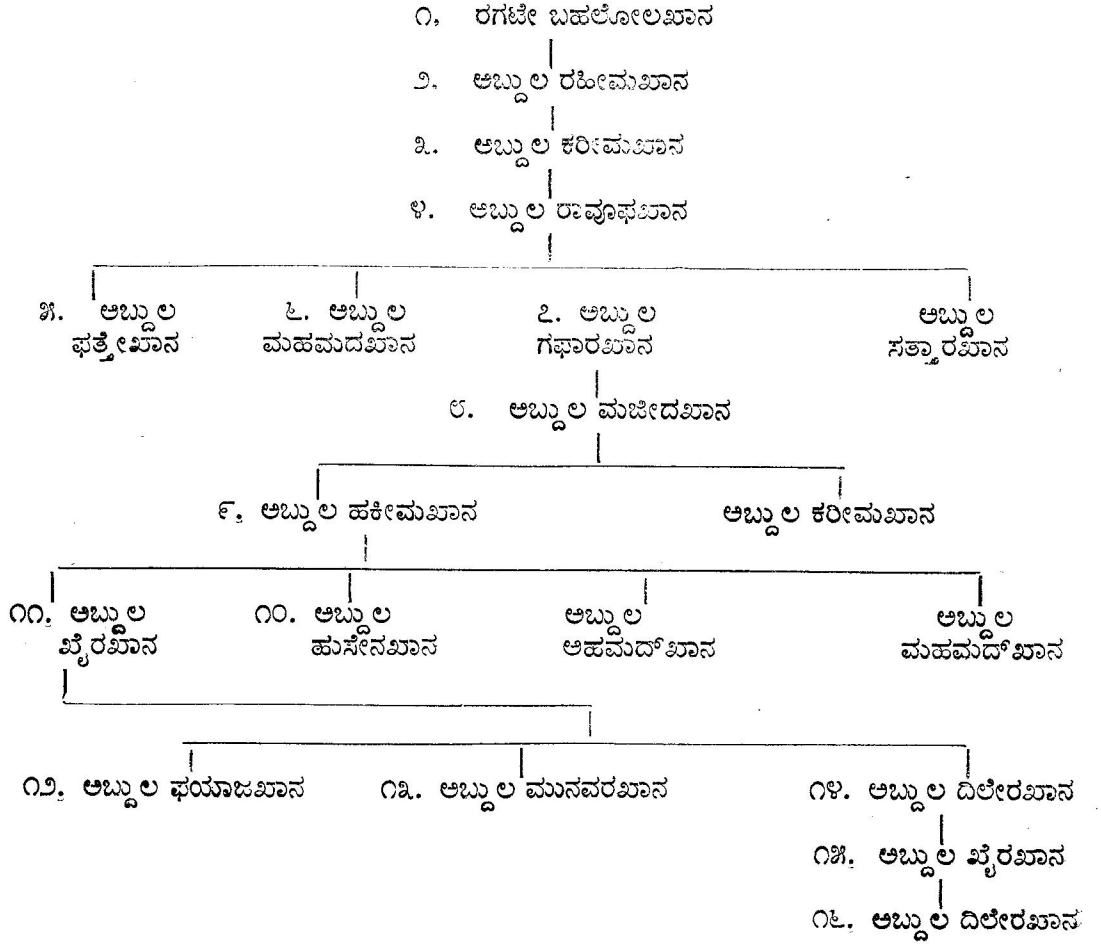 ೧, ರಗಟೇ ಬಹಲೋಲಖಾನ
೨. ಅಬ್ದುಲ ರಹೀಮಖಾನ
೩. ಅಬ್ದುಲ ಕರೀಮಖಾನ
೪. ಅಬ್ದುಲ ರಾವೂಫಖಾನ
೫. ಅಬ್ದುಲ ೬. ಅಬ್ದುಲ ೭. ಅಬ್ದುಲ ಅಬ್ದುಲ
ಫತ್ತೇಖಾನ ಮಹಮದಖಾನ ಗಫಾರಖಾನ ಸತ್ತಾರಖಾನ
೮. ಅಬ್ದುಲ ಮಜೀದಖಾನ
೯. ಅಬ್ದುಲ ಹಕೀಮಖಾನ ಅಬ್ದುಲ ಕರೀಮಖಾನ
೧೧. ಅಬ್ದುಲ ೧೦. ಅಬ್ದುಲ ಅಬ್ದುಲ ಅಬ್ದುಲ
ಖೈರಖಾನ ಹುಸೇನಖಾನ ಅಹಮದ್‌ಖಾನ ಮಹಮದ್‌ಖಾನ
೧೨. ಅಬ್ದುಲ ಫಯಾಜಖಾನ ೧೩. ಅಬ್ದುಲ ಮುನವರಖಾನ ೧೪. ಅಬ್ದುಲ ದಿಲೇರಖಾನ
೧೫. ಅಬ್ದುಲ ಖೈರಖಾನ
೧೬. ಅಬ್ದುಲ ದಿಲೇರಖಾನ